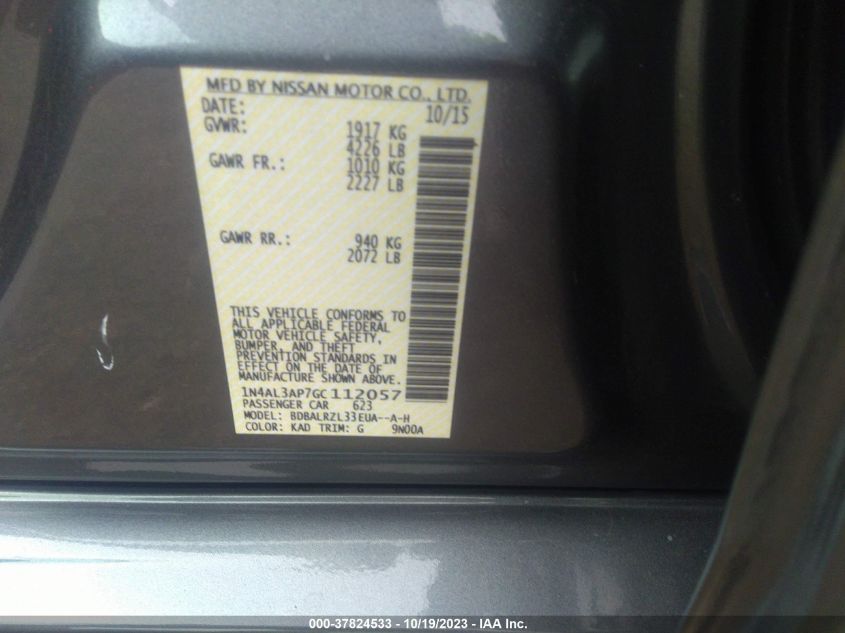 MFD BY NISSAN MOTOR CO., LTD.
DATE: 10/15
GVWR: 1917 KG
4226 LB
GAWR FR.: 1010 KG
2227 LB
GAWR RR.: 940 KG
2072 LB
THIS VEHICLE CONFORMS TO
ALL APPLICABLE FEDERAL
MOTOR VEHICLE SAFETY,
BUMPER, AND THEFT
PREVENTION STANDARDS IN
EFFECT ON THE DATE OF
MANUFACTURE SHOWN ABOVE.
1N4AL3AP7GC112057
PASSENGER CAR 623
MODEL: BDBALRZL33EUA--A-H
COLOR: KAD TRIM: G 9N00A
000-37824533 - 10/19/2023 - IAA Inc.